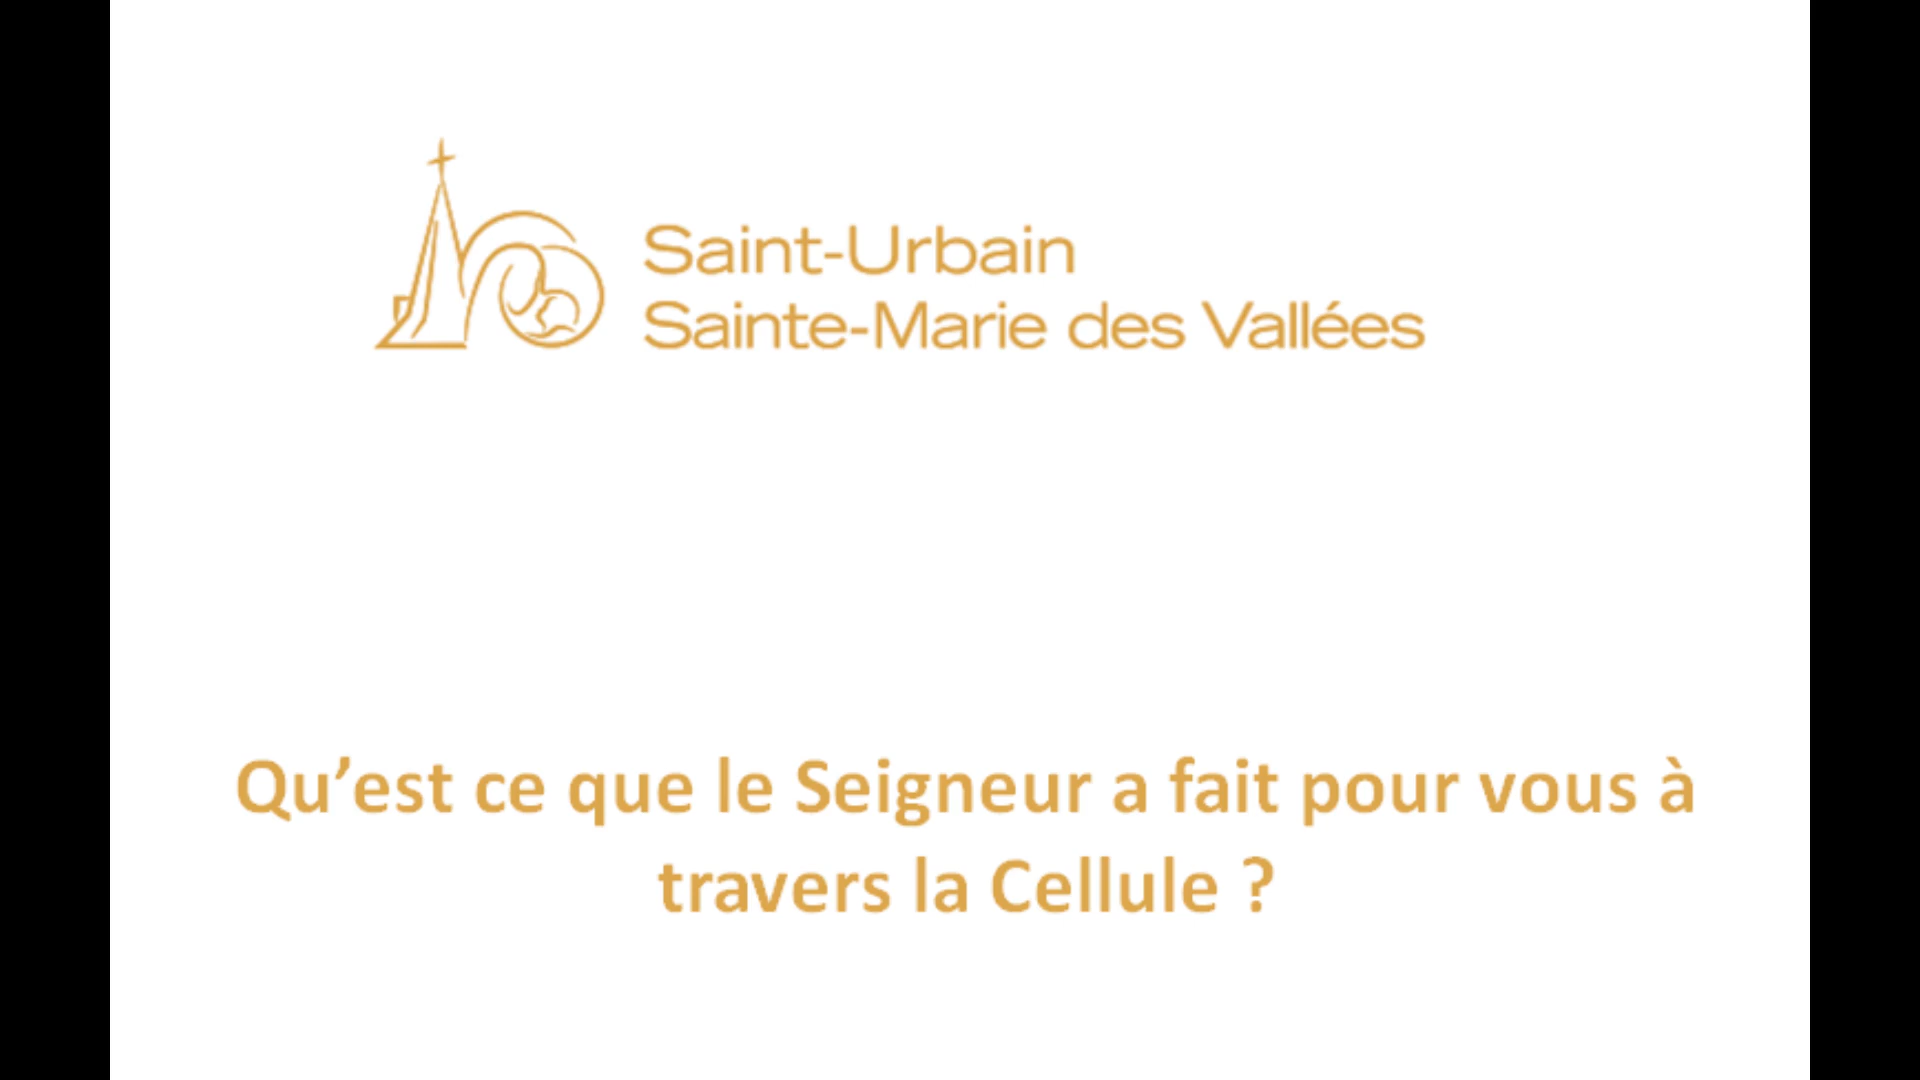 Saint-Urbain
Sainte-Marie des Vallées
Qu’est ce que le Seigneur a fait pour vous à
travers la Cellule ?